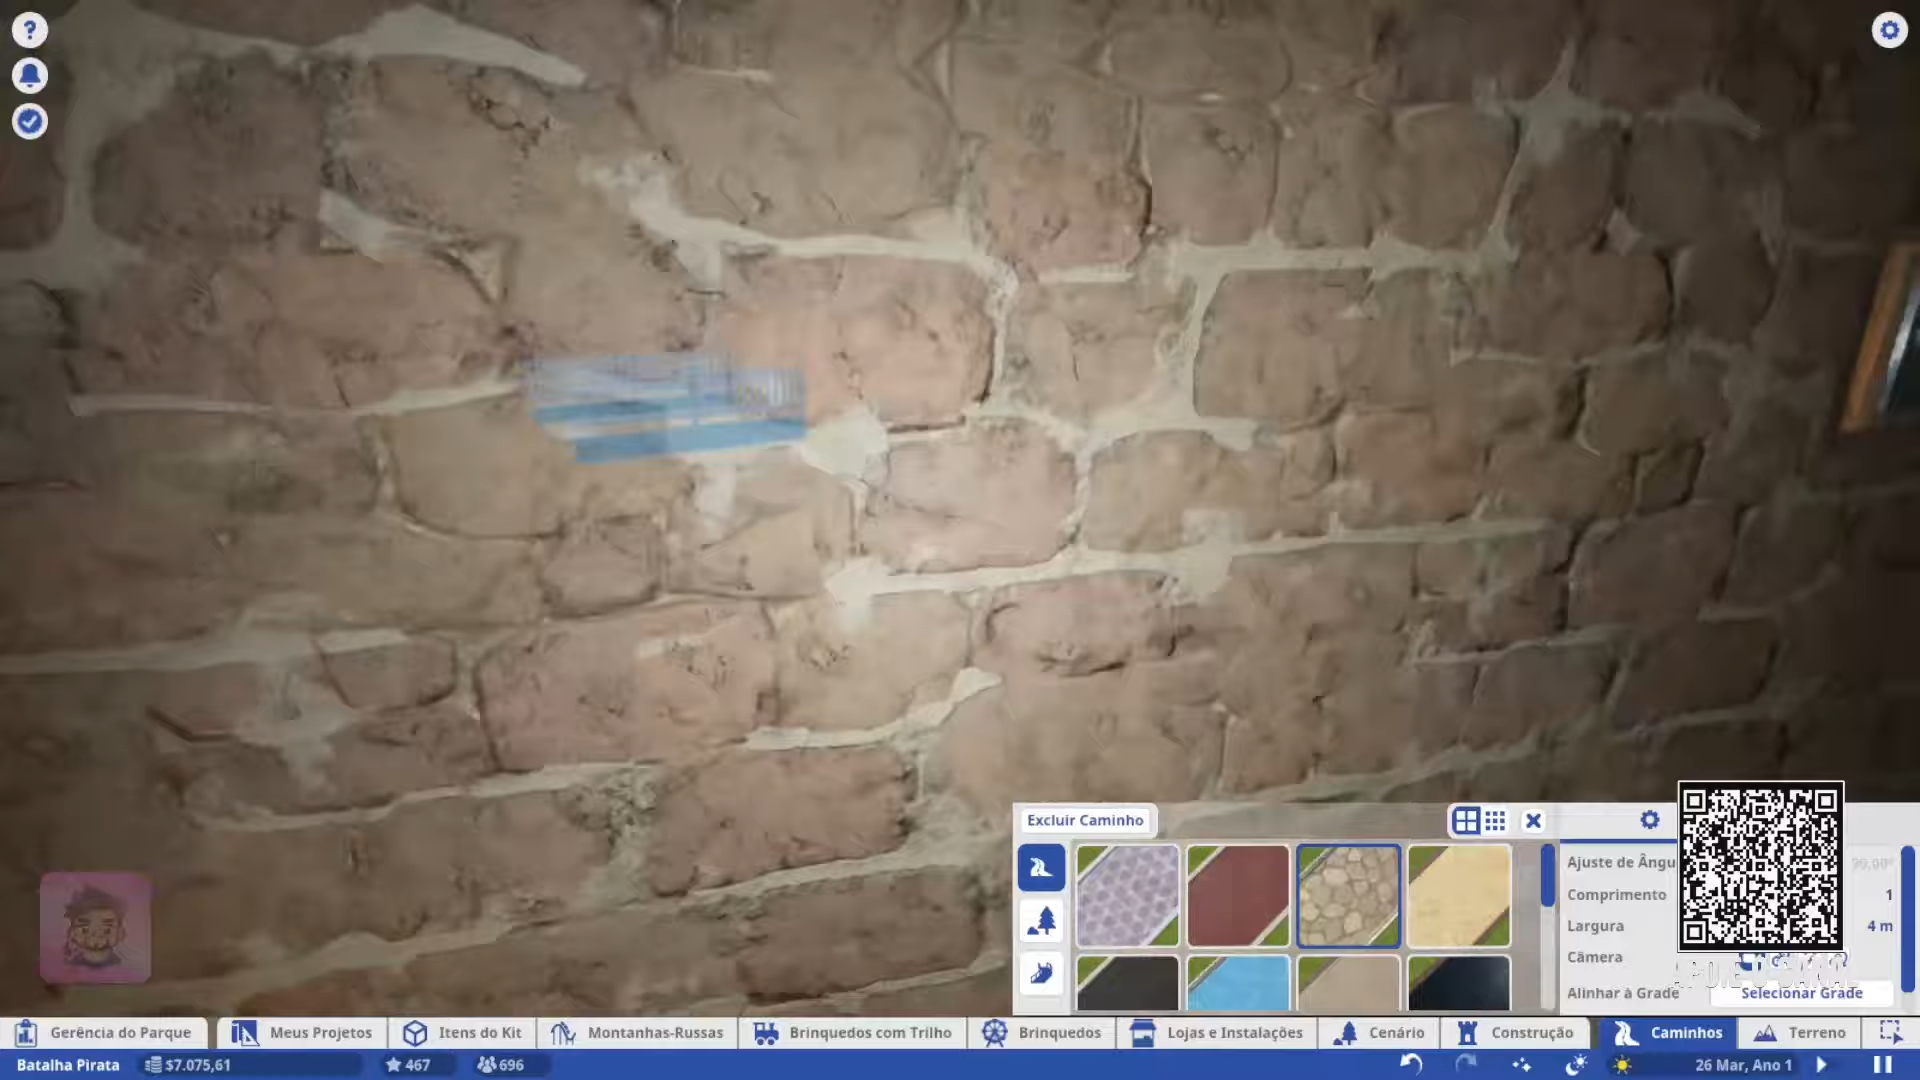 Excluir Caminho
Ajuste de Ângu
Comprimento 1
Largura 4 m
Câmera
Alinhar à Grade Selecionar Grade
Gerência do Parque Meus Projetos Itens do Kit Montanhas-Russas Brinquedos com Trilho Brinquedos Lojas e Instalações Cenário Construção Caminhos Terreno
Batalha Pirata $7.075,61 467 696 26 Mar, Ano 1